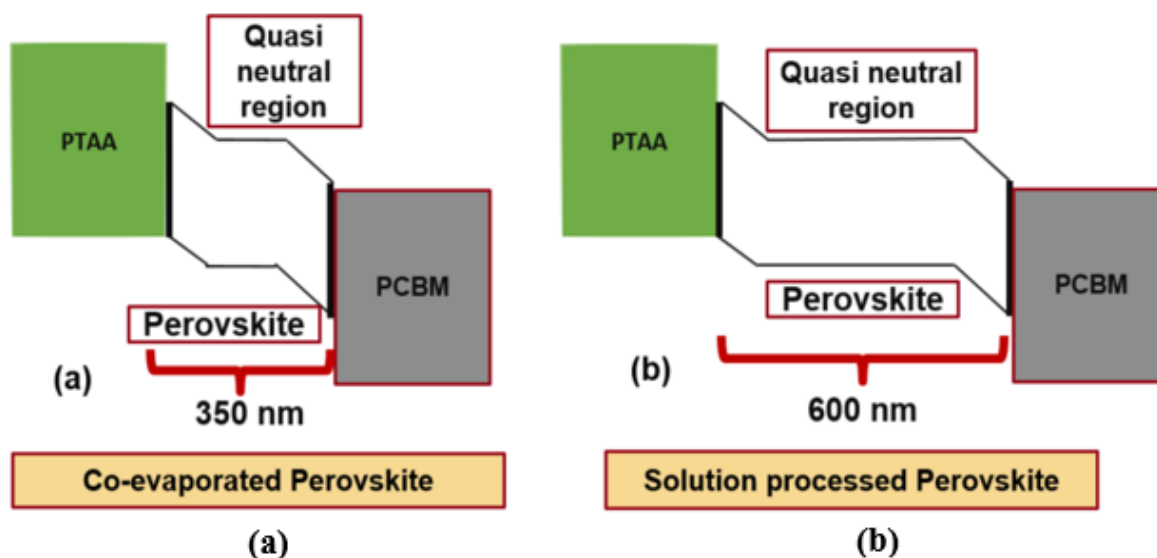 Quasi
neutral
region
PTAA
PCBM
Perovskite
(a)
350 nm
Co-evaporated Perovskite
(a)
Quasi neutral
region
PTAA
PCBM
Perovskite
(b)
600 nm
Solution processed Perovskite
(b)